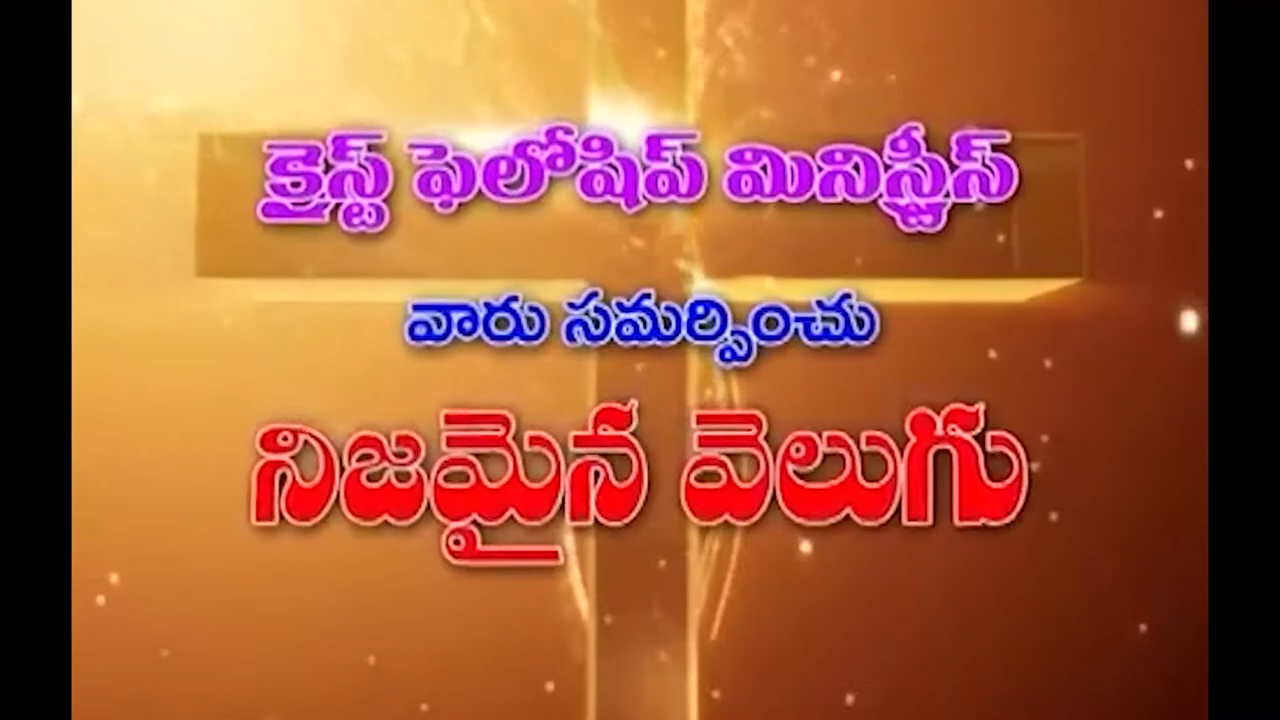 క్రైస్ట్ ఫెలోషిప్ మినిస్ట్రీస్
వారు సమర్పించు
నిజమైన వెలుగు